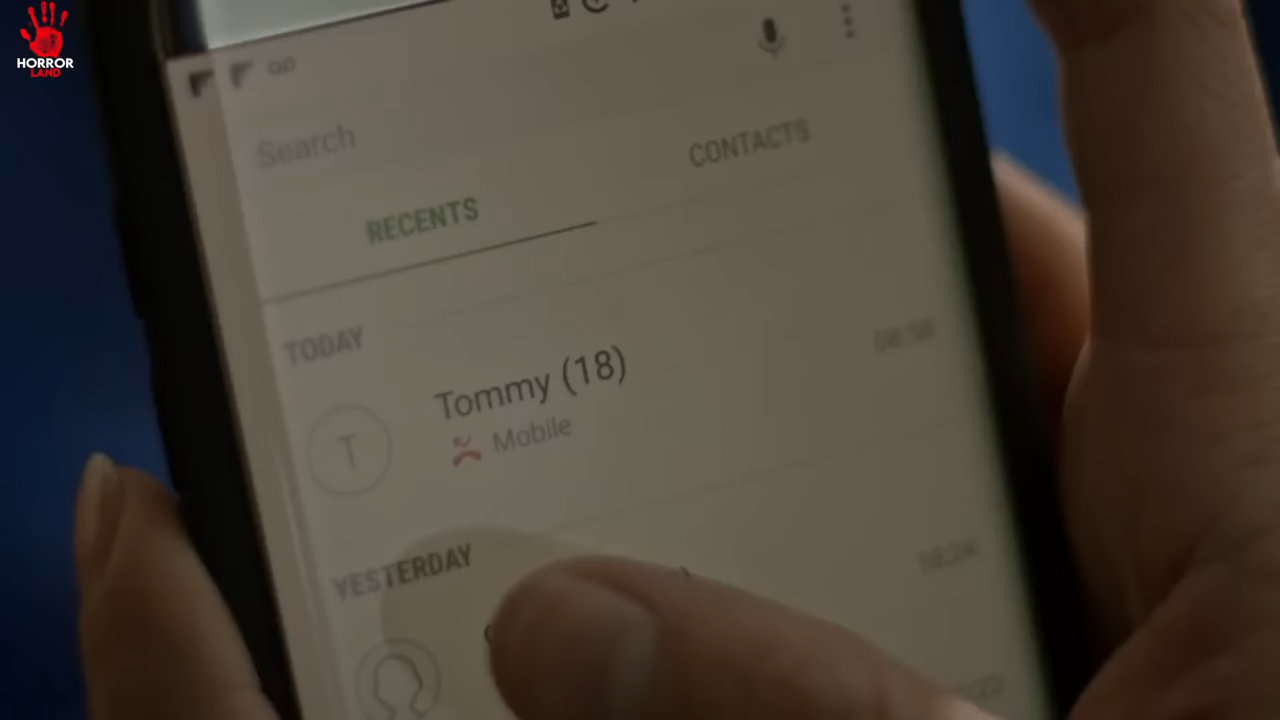 HORROR
LAND
Search
RECENTS
CONTACTS
TODAY
Tommy (18)
T
Mobile
YESTERDAY